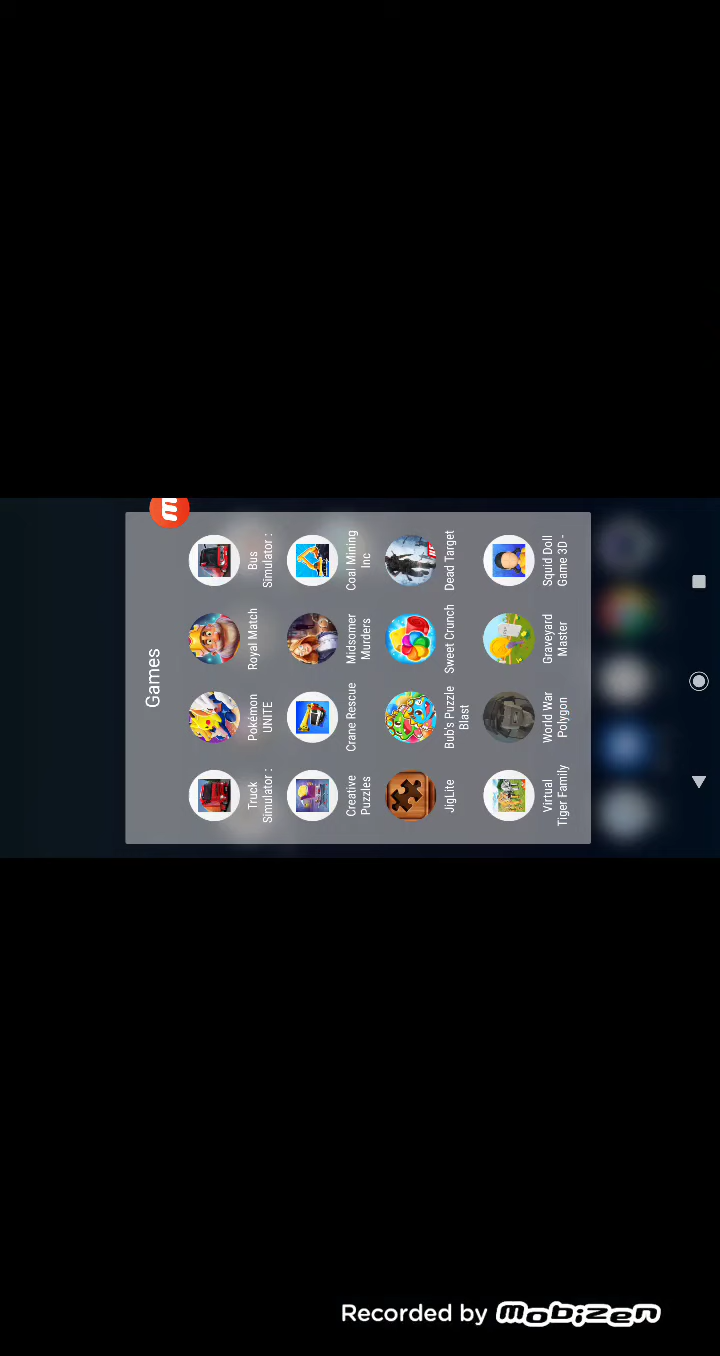 Games
Truck
Simulator :
Pokémon
UNITE
Royal Match
Bus
Simulator :
Creative
Puzzles
Crane Rescue
Midsomer
Murders
Coal Mining
Inc
JigLite
Bub's Puzzle
Blast
Sweet Crunch
Dead Target
Virtual
Tiger Family
World War
Polygon
Graveyard
Master
Squid Doll
Game 3D -
Recorded by mobizen